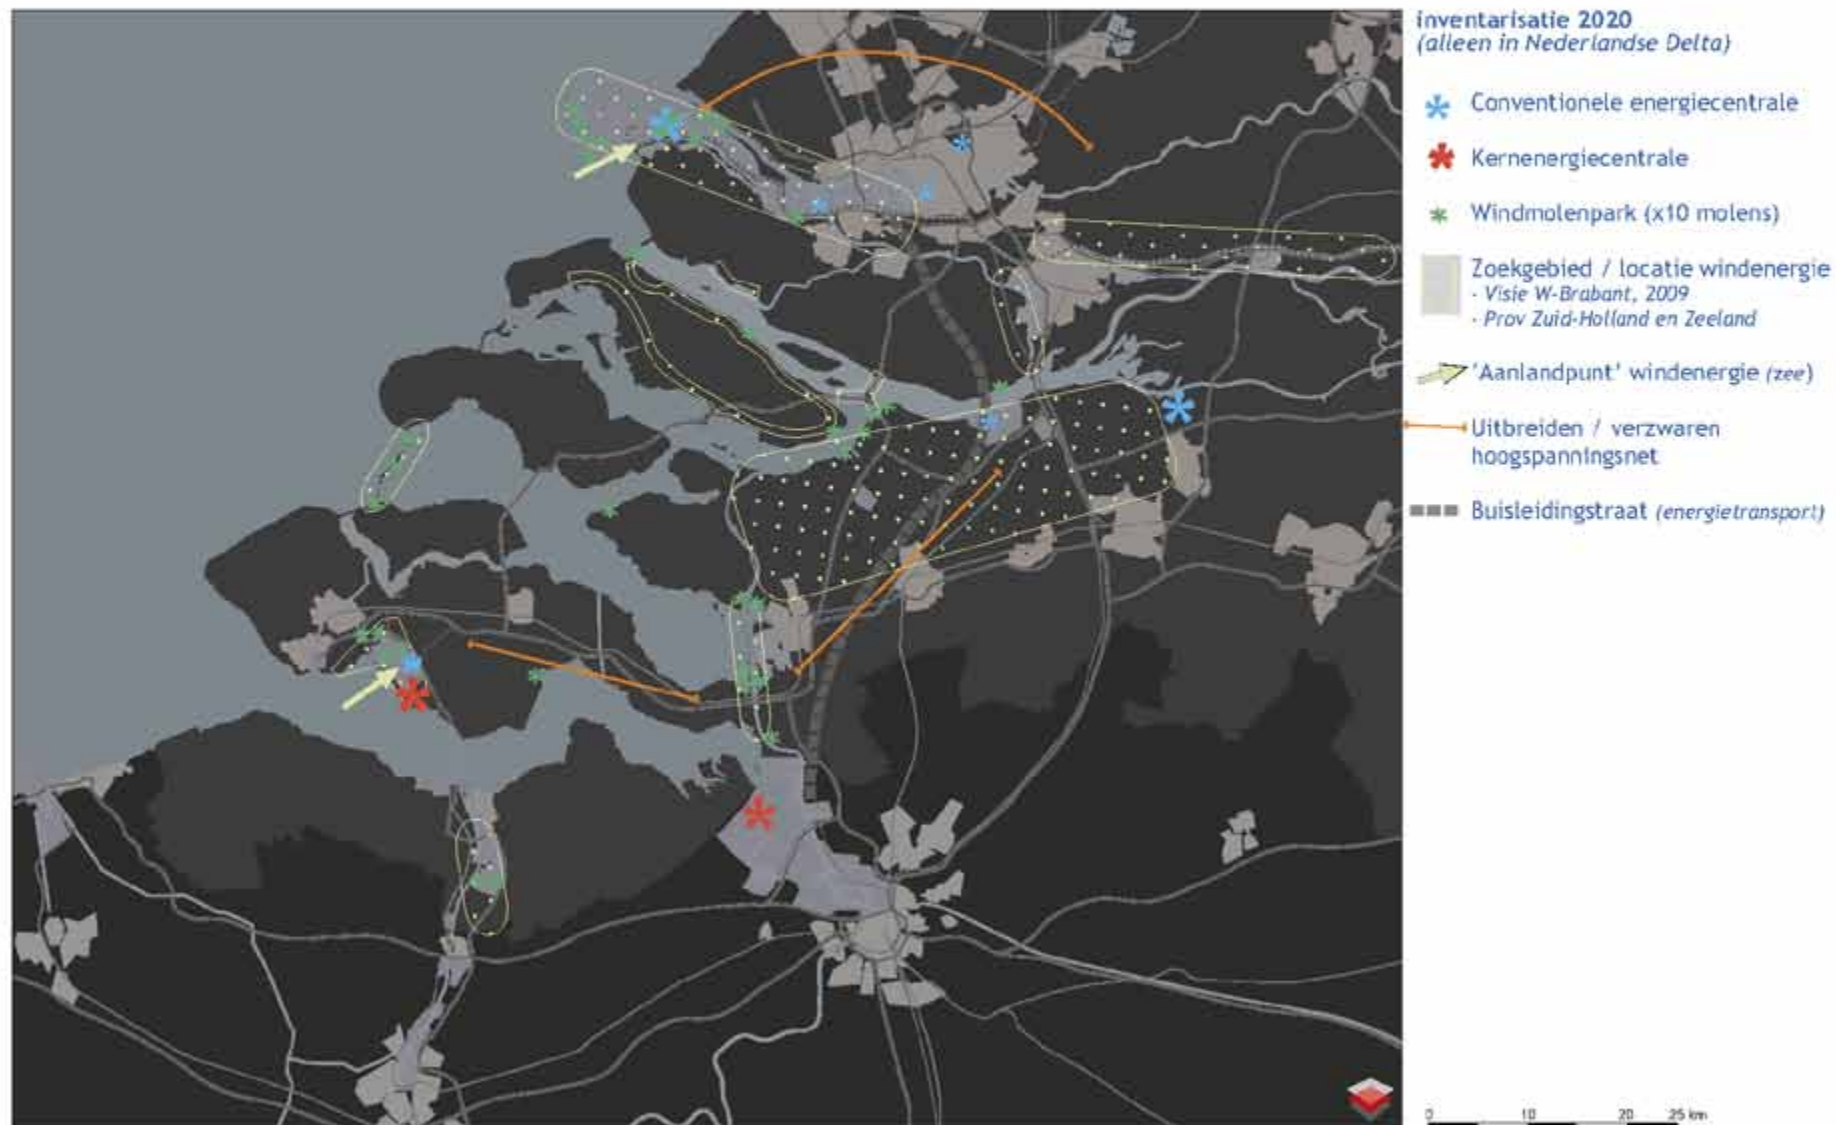 inventarisatie 2020
(alleen in Nederlandse Delta)
Conventionele energiecentrale
Kernenergiecentrale
Windmolenpark (x10 molens)
Zoekgebied / locatie windenergie
- Visie W-Brabant, 2009
- Prov Zuid-Holland en Zeeland
'Aanlandpunt' windenergie (zee)
Uitbreiden / verzwaren
hoogspanningsnet
Buisleidingstraat (energietransport)
0 10 20 25 km